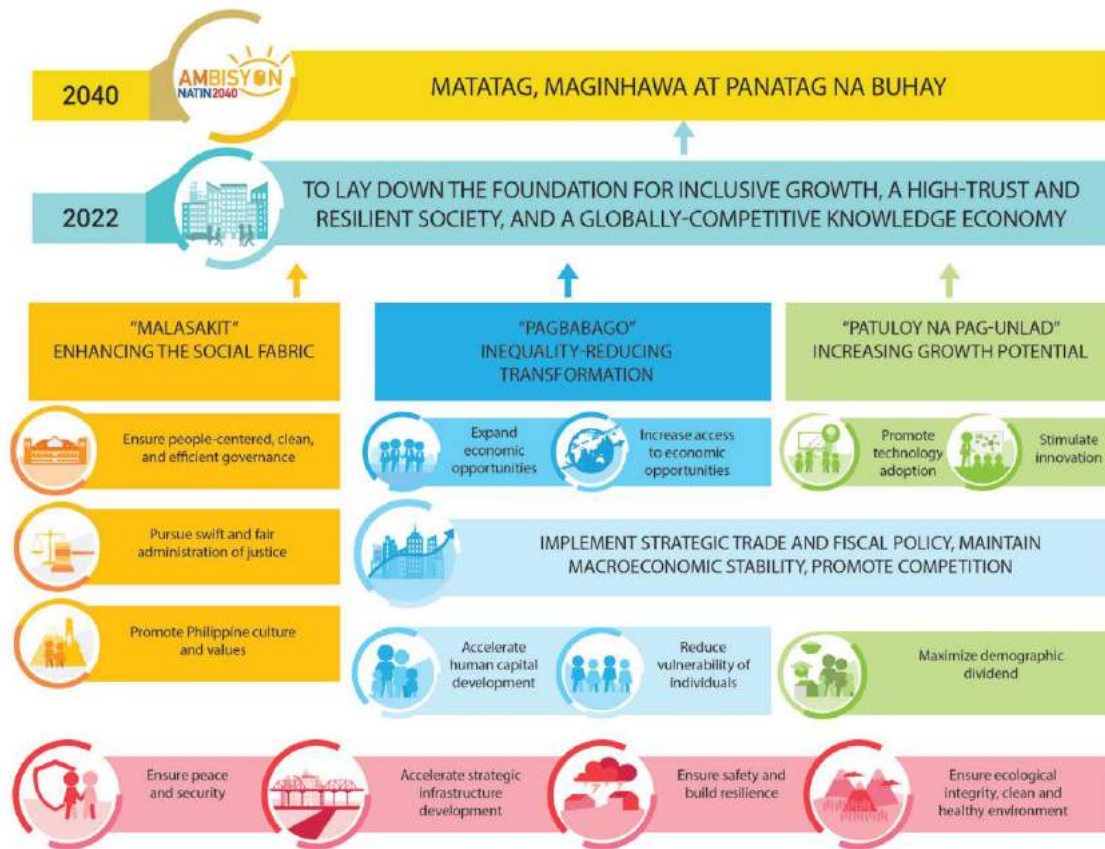 2040
AMBISYON
NATIN2040
MATATAG, MAGINHAWA AT PANATAG NA BUHAY
2022
TO LAY DOWN THE FOUNDATION FOR INCLUSIVE GROWTH, A HIGH-TRUST AND
RESILIENT SOCIETY, AND A GLOBALLY-COMPETITIVE KNOWLEDGE ECONOMY
"MALASAKIT"
ENHANCING THE SOCIAL FABRIC
"PAGBABAGO"
INEQUALITY-REDUCING
TRANSFORMATION
"PATULOY NA PAG-UNLAD"
INCREASING GROWTH POTENTIAL
Ensure people-centered, clean,
and efficient governance
Expand
economic
opportunities
Increase access
to economic
opportunities
Promote
technology
adoption
Stimulate
innovation
Pursue swift and fair
administration of justice
IMPLEMENT STRATEGIC TRADE AND FISCAL POLICY, MAINTAIN
MACROECONOMIC STABILITY, PROMOTE COMPETITION
Promote Philippine culture
and values
Accelerate
human capital
development
Reduce
vulnerability of
individuals
Maximize demographic
dividend
Ensure peace
and security
Accelerate strategic
infrastructure
development
Ensure safety and
build resilience
Ensure ecological
integrity, clean and
healthy environment